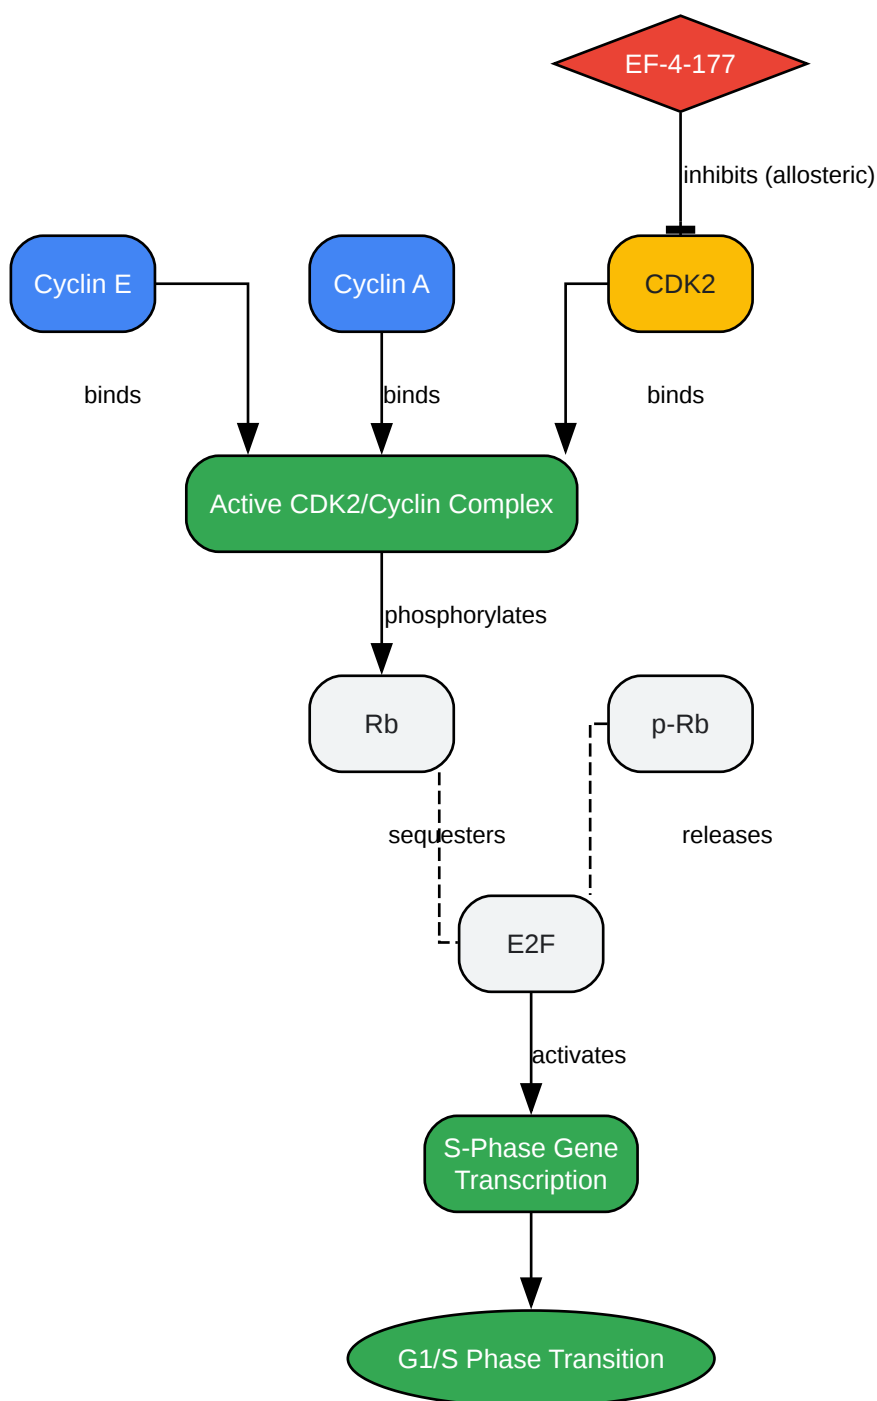 EF-4-177
inhibits (allosteric)
Cyclin E
Cyclin A
CDK2
binds
binds
binds
Active CDK2/Cyclin Complex
phosphorylates
Rb
p-Rb
sequesters
releases
E2F
activates
S-Phase Gene
Transcription
G1/S Phase Transition